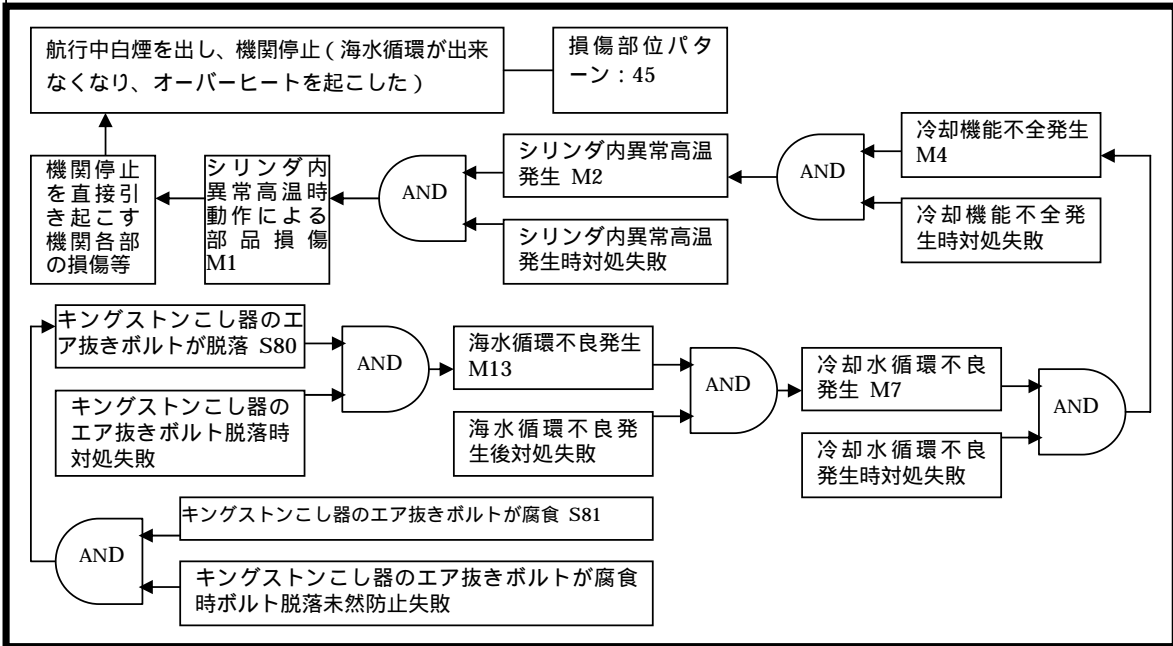 航行中白煙を出し、機関停止（海水循環が出来
なくなり、オーバーヒートを起こした）
損傷部位パタ
ーン：45
機関停止
を直接引
き起こす
機関各部
の損傷等
シリンダ内
異常高温時
動作による
部品損傷
M1
AND
シリンダ内異常高温
発生 M2
シリンダ内異常高温
発生時対処失敗
AND
冷却機能不全発生
M4
冷却機能不全発
生時対処失敗
キングストンこし器のエ
ア抜きボルトが脱落 S80
キングストンこし器の
エア抜きボルト脱落時
対処失敗
AND
海水循環不良発生
M13
海水循環不良発
生後対処失敗
AND
冷却水循環不良
発生 M7
冷却水循環不良
発生時対処失敗
AND
AND
キングストンこし器のエア抜きボルトが腐食 S81
キングストンこし器のエア抜きボルトが腐食
時ボルト脱落未然防止失敗